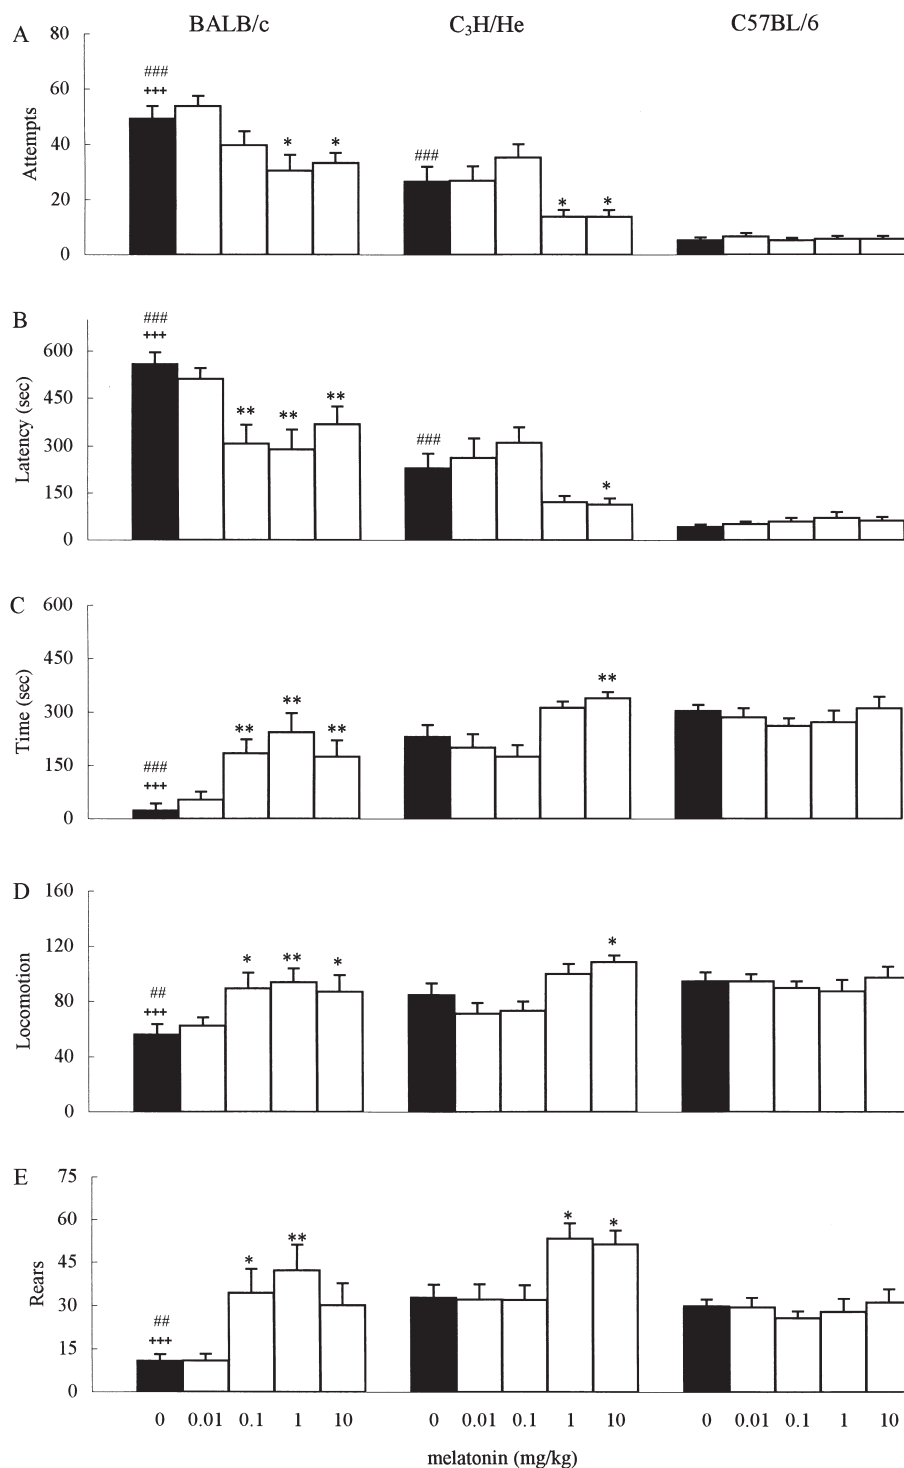 BALB/c C₃H/He C57BL/6
A
80
60
40
20
0
Attempts
###
+++
* *
###
* *
B
600
450
300
150
0
Latency (sec)
###
+++
** ** **
###
*
C
600
450
300
150
0
Time (sec)
###
+++
** ** **
**
D
160
120
80
40
0
Locomotion
##
+++
* ** *
*
E
75
60
45
30
15
0
Rears
##
+++
* **
* *
0 0.01 0.1 1 10 0 0.01 0.1 1 10 0 0.01 0.1 1 10
melatonin (mg/kg)